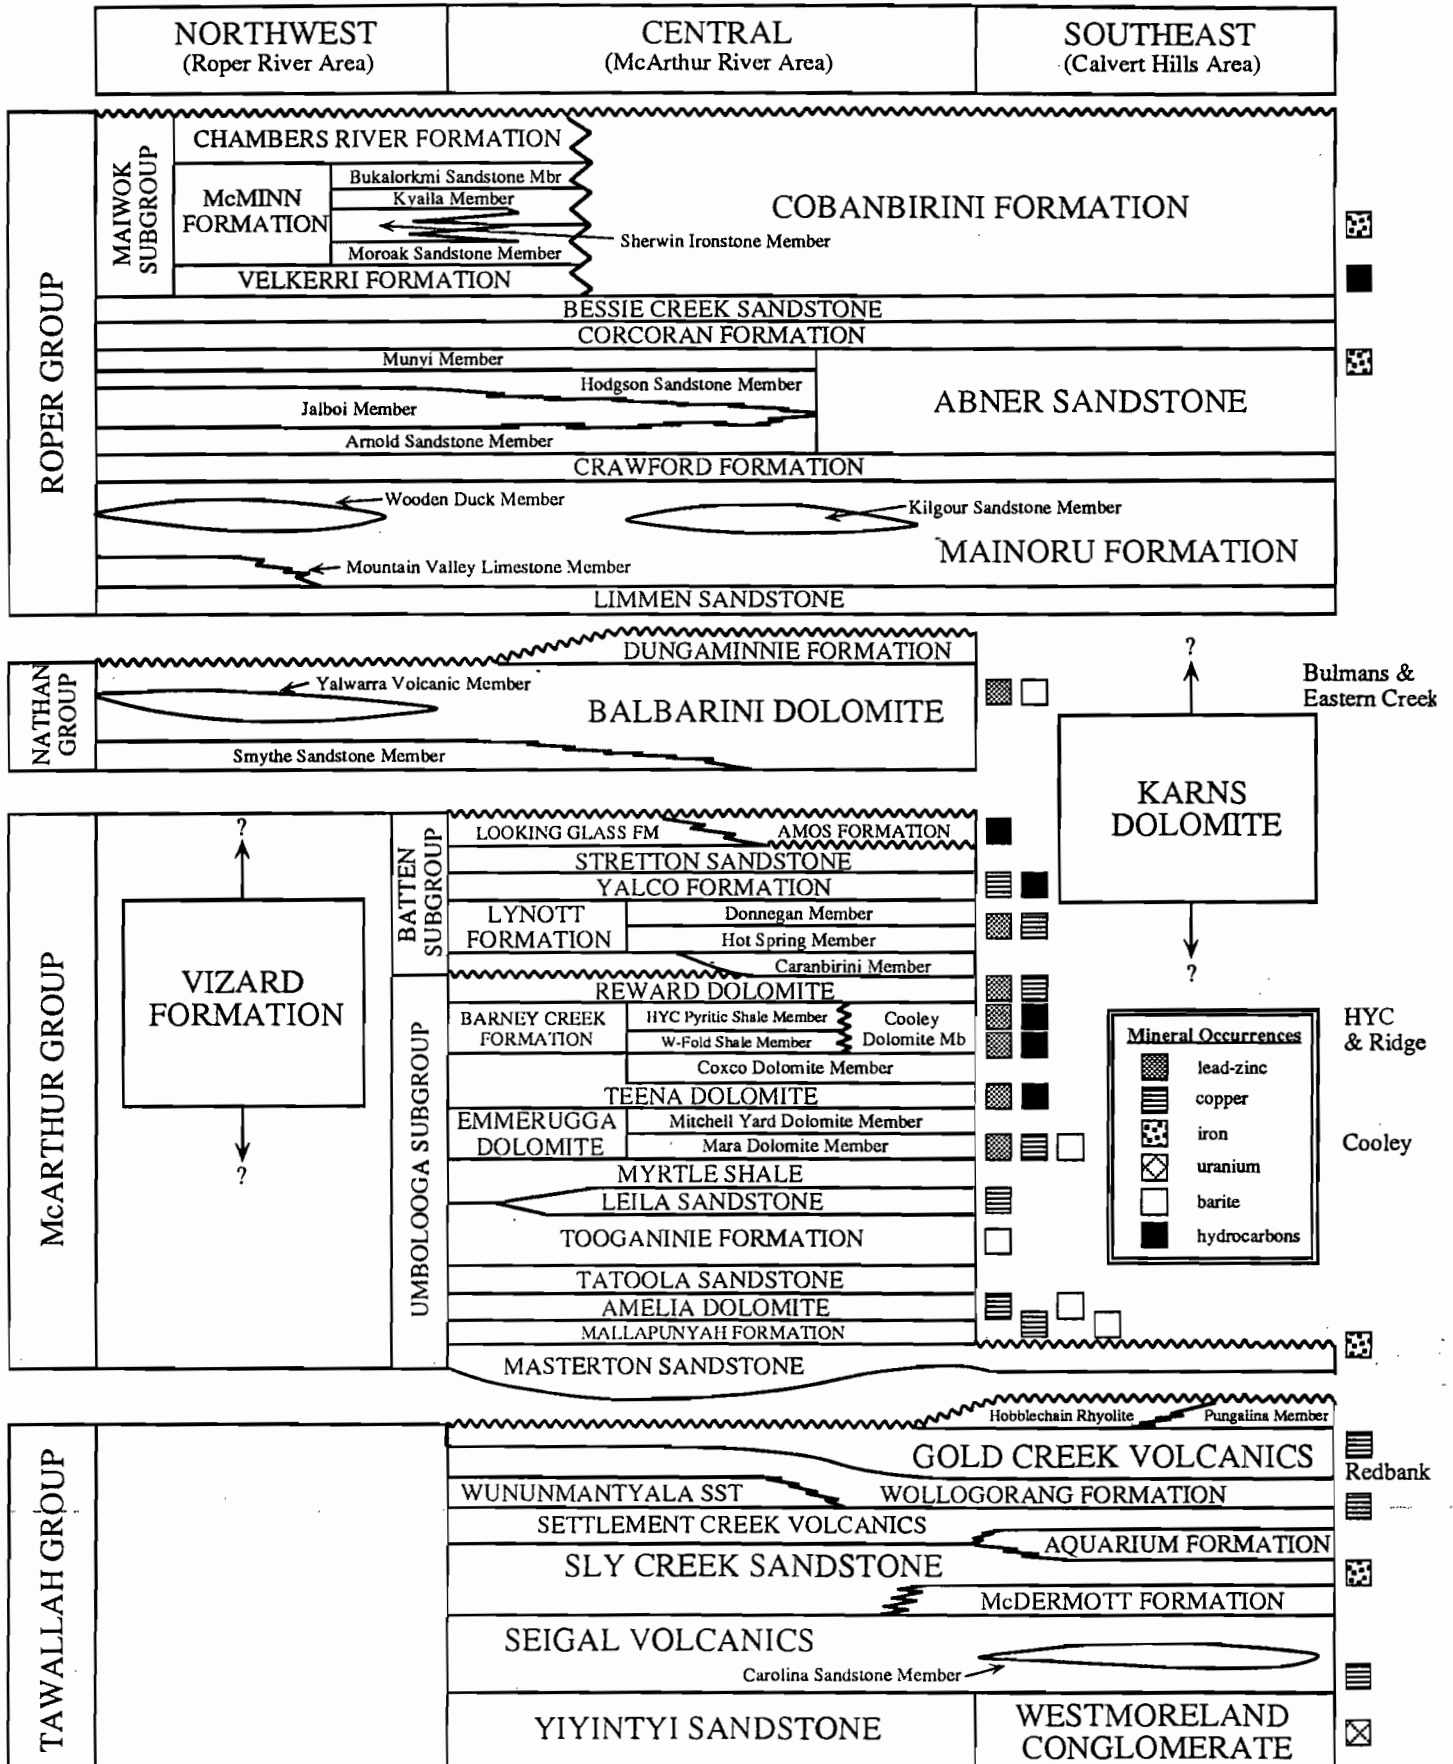 NORTHWEST
(Roper River Area)
CENTRAL
(McArthur River Area)
SOUTHEAST
(Calvert Hills Area)
ROPER GROUP
MAIWOK
SUBGROUP
CHAMBERS RIVER FORMATION
McMINN
FORMATION
Bukalorkmi Sandstone Mbr
Kyalla Member
Sherwin Ironstone Member
Moroak Sandstone Member
VELKERRI FORMATION
COBANBIRINI FORMATION
BESSIE CREEK SANDSTONE
CORCORAN FORMATION
Munyi Member
Hodgson Sandstone Member
Jalboi Member
Arnold Sandstone Member
ABNER SANDSTONE
CRAWFORD FORMATION
Wooden Duck Member
Kilgour Sandstone Member
MAINORU FORMATION
Mountain Valley Limestone Member
LIMMEN SANDSTONE
NATHAN
GROUP
DUNGAMINNIE FORMATION
Yalwarra Volcanic Member
BALBARINI DOLOMITE
Smythe Sandstone Member
?
KARNS
DOLOMITE
?
Bulmans &
Eastern Creek
McARTHUR GROUP
?
VIZARD
FORMATION
?
BATTEN
SUBGROUP
LOOKING GLASS FM
AMOS FORMATION
STRETTON SANDSTONE
YALCO FORMATION
LYNOTT
FORMATION
Donnegan Member
Hot Spring Member
Caranbirini Member
UMBOLOOGA SUBGROUP
REWARD DOLOMITE
BARNEY CREEK
FORMATION
HYC Pyritic Shale Member
W-Fold Shale Member
Cooley
Dolomite Mb
Coxco Dolomite Member
TEENA DOLOMITE
EMMERUGGA
DOLOMITE
Mitchell Yard Dolomite Member
Mara Dolomite Member
MYRTLE SHALE
LEILA SANDSTONE
TOOGANINIE FORMATION
TATOOLA SANDSTONE
AMELIA DOLOMITE
MALLAPUNYAH FORMATION
MASTERTON SANDSTONE
Mineral Occurrences
lead-zinc
copper
iron
uranium
barite
hydrocarbons
HYC
& Ridge
Cooley
TAWALLAH GROUP
Hobblechain Rhyolite
Pungalina Member
GOLD CREEK VOLCANICS
Redbank
WUNUNMANTYALA SST
WOLLOGORANG FORMATION
SETTLEMENT CREEK VOLCANICS
AQUARIUM FORMATION
SLY CREEK SANDSTONE
McDERMOTT FORMATION
SEIGAL VOLCANICS
Carolina Sandstone Member
YIYINTYI SANDSTONE
WESTMORELAND
CONGLOMERATE